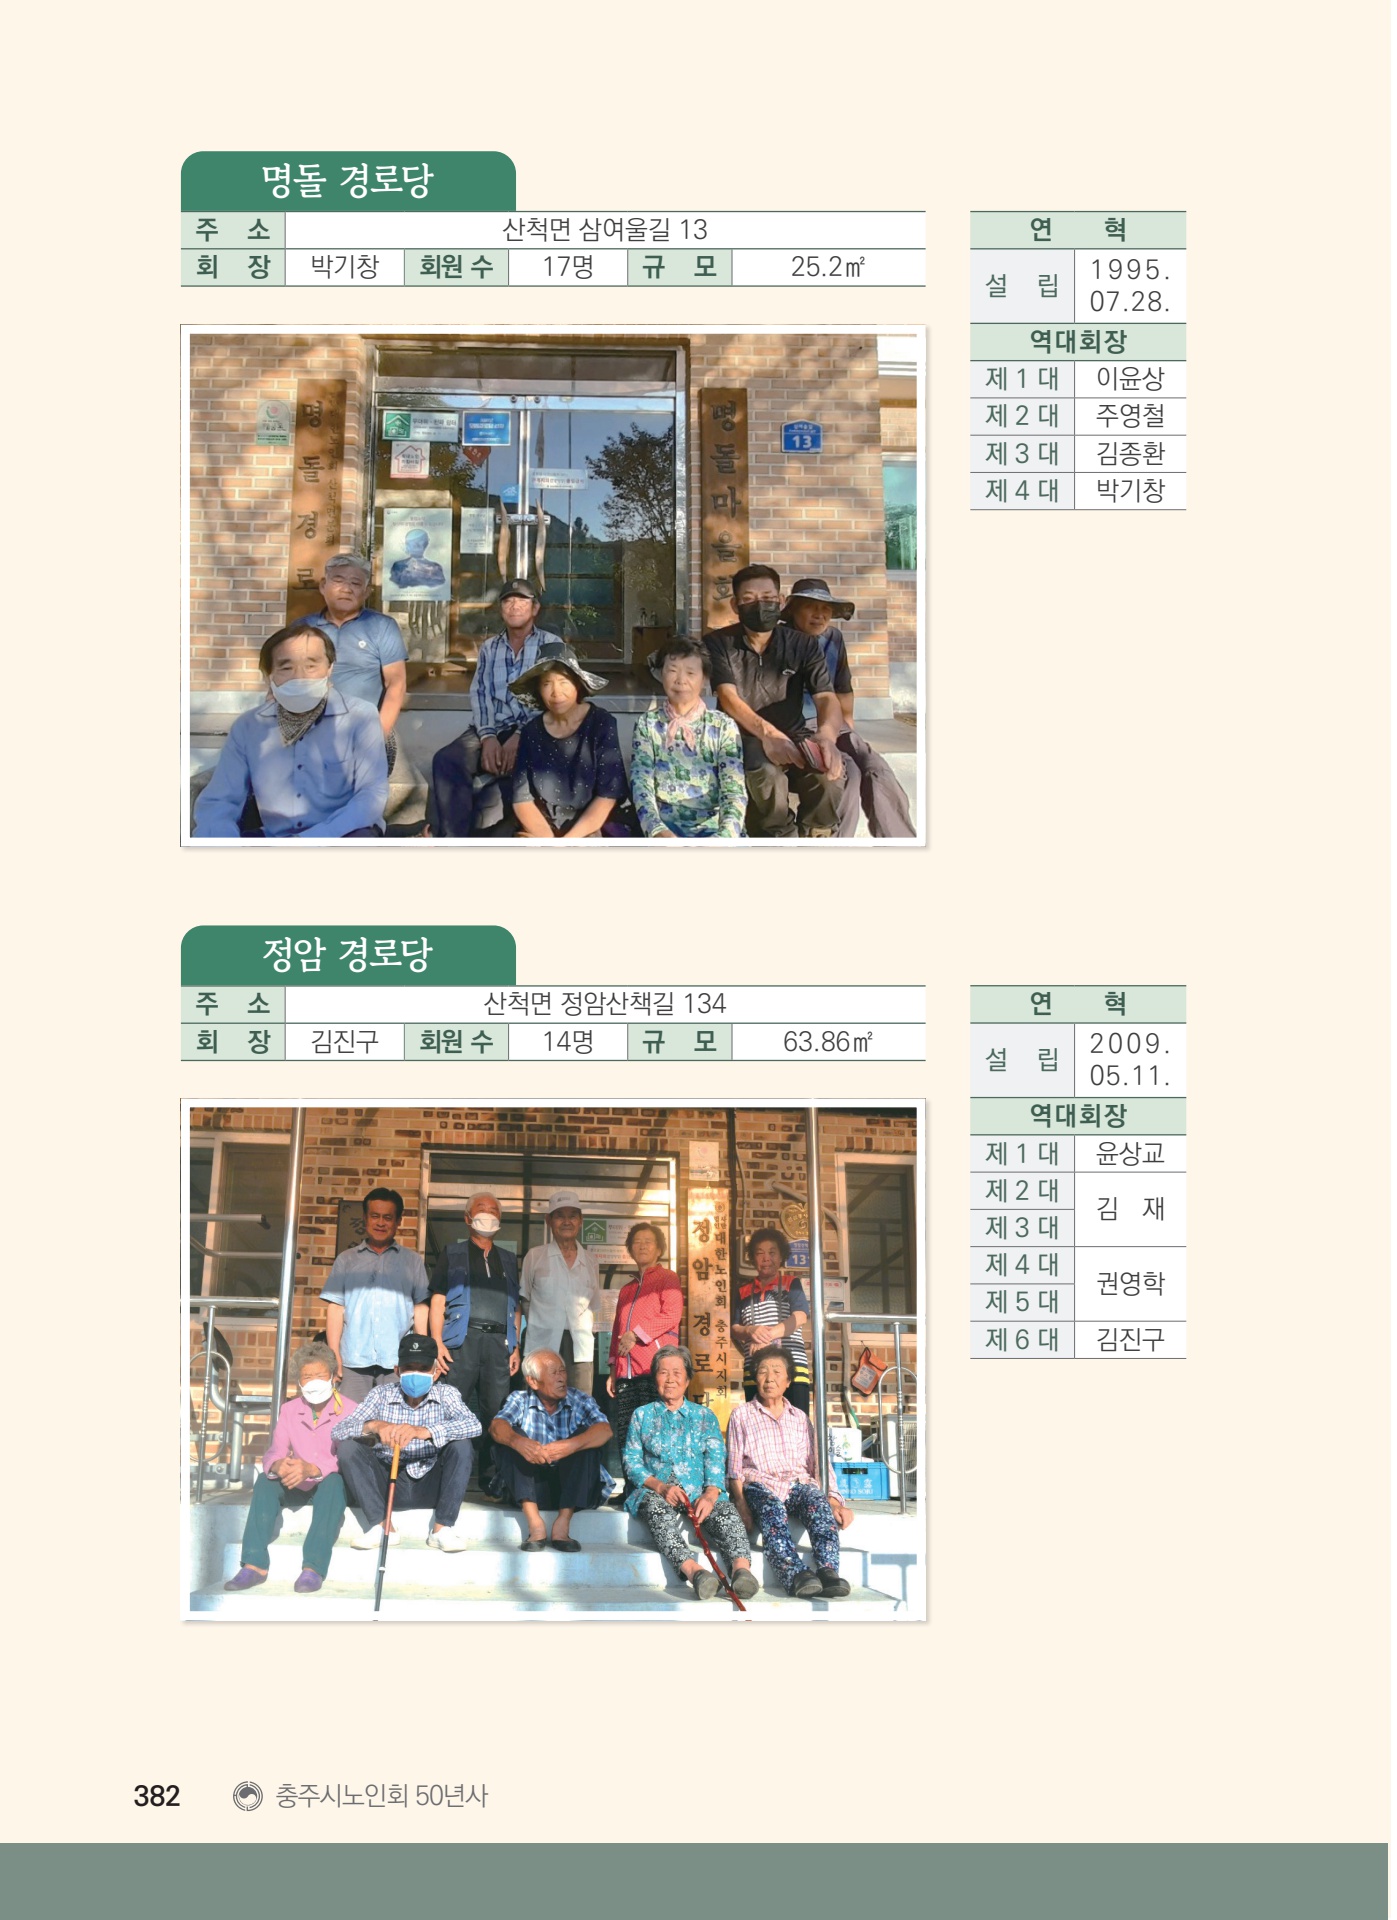 명돌 경로당
주 소 산척면 삼여울길 13
회 장 박기창 회원 수 17명 규 모 25.2㎡
연 혁
설 립 1995. 07.28.
역대회장
제 1 대 이윤상
제 2 대 주영철
제 3 대 김종환
제 4 대 박기창
명돌경로
명돌마을회
13
정암 경로당
주 소 산척면 정암산책길 134
회 장 김진구 회원 수 14명 규 모 63.86㎡
연 혁
설 립 2009. 05.11.
역대회장
제 1 대 윤상교
제 2 대 김 재
제 3 대
제 4 대 권영학
제 5 대
제 6 대 김진구
정암경로당
대한노인회 충주시지회
382 충주시노인회 50년사